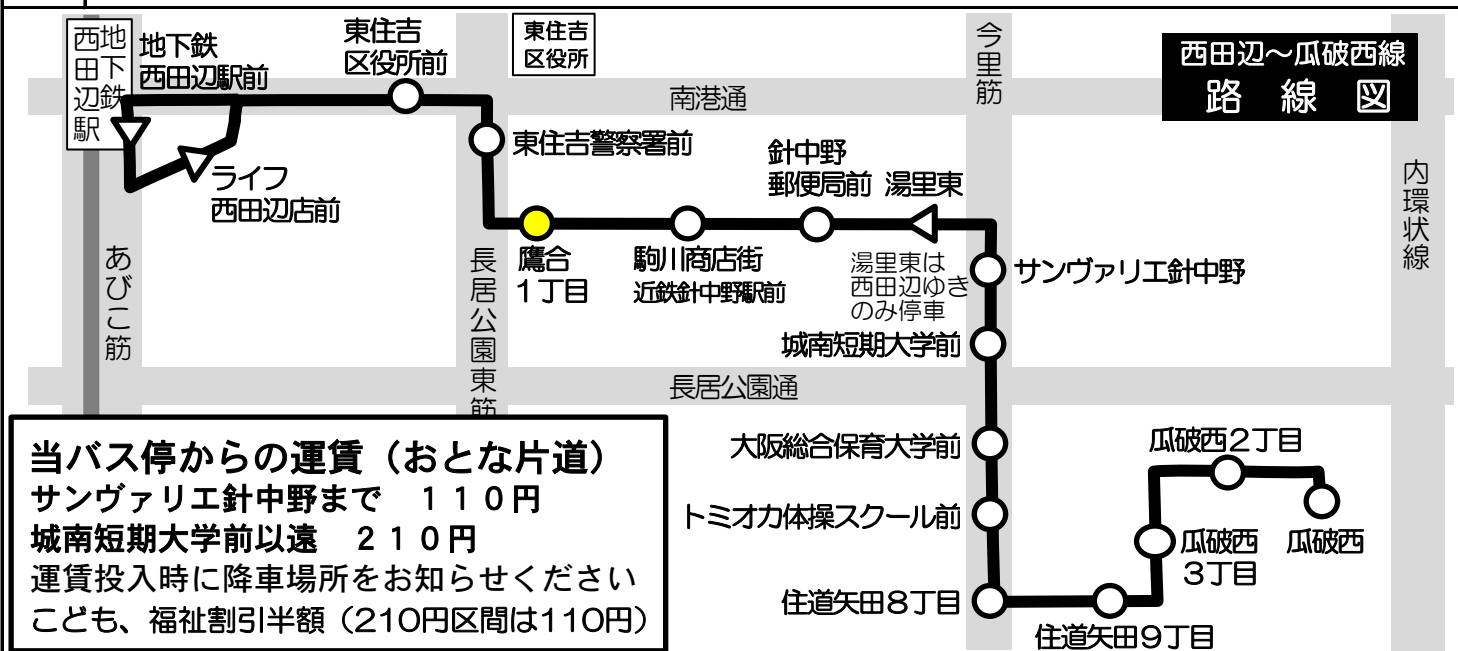 地下鉄
西田辺駅
地下鉄
西田辺駅前
東住吉
区役所前
東住吉
区役所
今里筋
西田辺～瓜破西線
路線図
南港通
東住吉警察署前
針中野
郵便局前
湯里東
ライフ
西田辺店前
内環状線
あびこ筋
長居公園東筋
鷹合
1丁目
駒川商店街
近鉄針中野駅前
湯里東は
西田辺ゆき
のみ停車
サンヴァリエ針中野
城南短期大学前
長居公園通
大阪総合保育大学前
瓜破西2丁目
トミオカ体操スクール前
瓜破西
3丁目
瓜破西
住道矢田8丁目
住道矢田9丁目
当バス停からの運賃（おとな片道）
サンヴァリエ針中野まで　１１０円
城南短期大学前以遠　２１０円
運賃投入時に降車場所をお知らせください
こども、福祉割引半額（210円区間は110円）